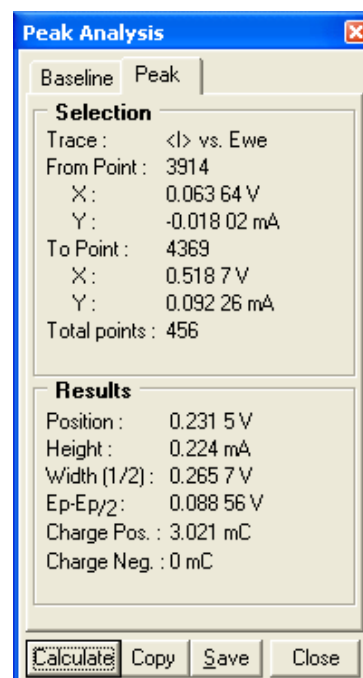 Peak Analysis
Baseline Peak
Selection
Trace : <I> vs. Ewe
From Point : 3914
X : 0.063 64 V
Y : -0.018 02 mA
To Point : 4369
X : 0.518 7 V
Y : 0.092 26 mA
Total points : 456
Results
Position : 0.231 5 V
Height : 0.224 mA
Width (1/2) : 0.265 7 V
Ep-Ep/2 : 0.088 56 V
Charge Pos. : 3.021 mC
Charge Neg. : 0 mC
Calculate Copy Save Close